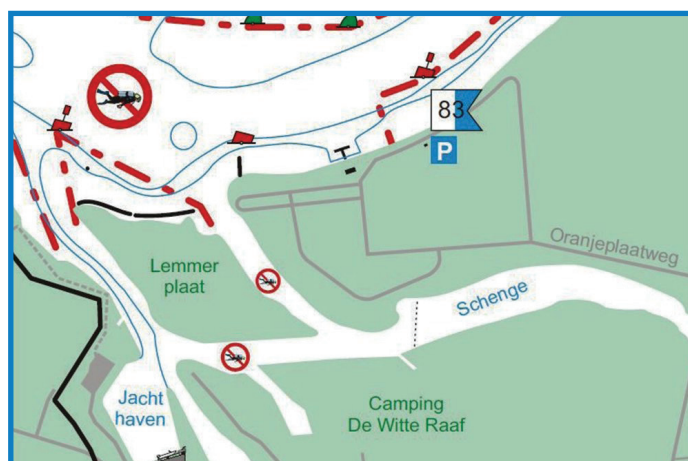 83
P
Oranjeplaatweg
Lemmer
plaat
Schenge
Jacht
haven
Camping
De Witte Raaf